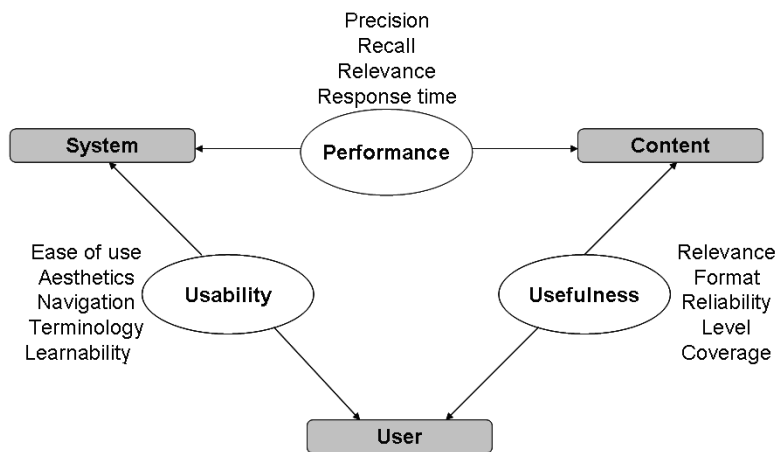 Precision
Recall
Relevance
Response time
System
Performance
Content
Ease of use
Aesthetics
Navigation
Terminology
Learnability
Usability
Usefulness
Relevance
Format
Reliability
Level
Coverage
User